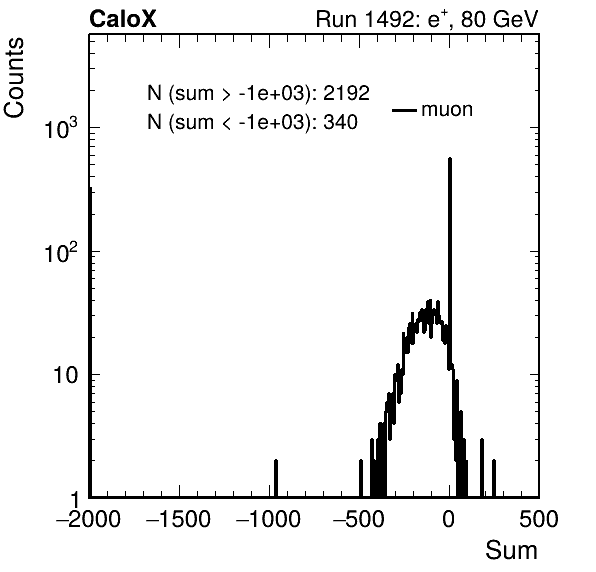 CaloX Run 1492: e⁺, 80 GeV
Counts
N (sum > -1e+03): 2192
N (sum < -1e+03): 340
muon
10³
10²
10
1
−2000 −1500 −1000 −500 0 500
Sum